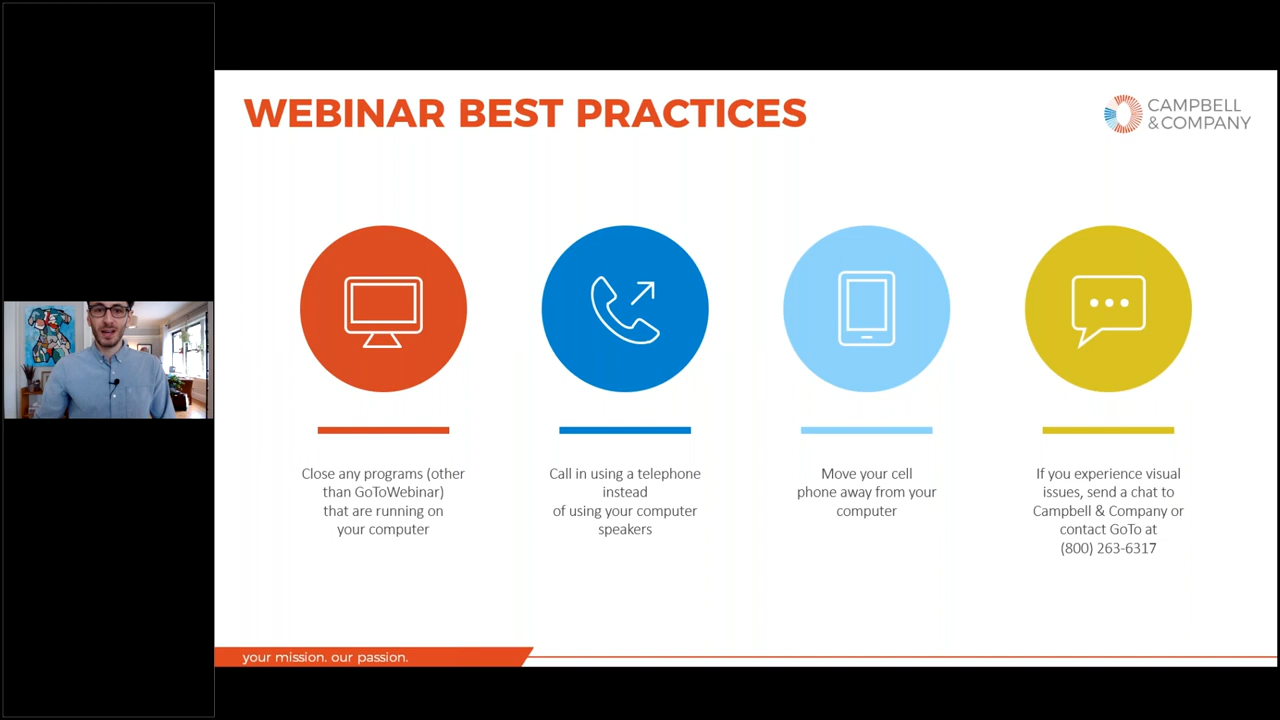 WEBINAR BEST PRACTICES
CAMPBELL
& COMPANY
Close any programs (other
than GoToWebinar)
that are running on
your computer
Call in using a telephone
instead
of using your computer
speakers
Move your cell
phone away from your
computer
If you experience visual
issues, send a chat to
Campbell & Company or
contact GoTo at
(800) 263-6317
your mission. our passion.